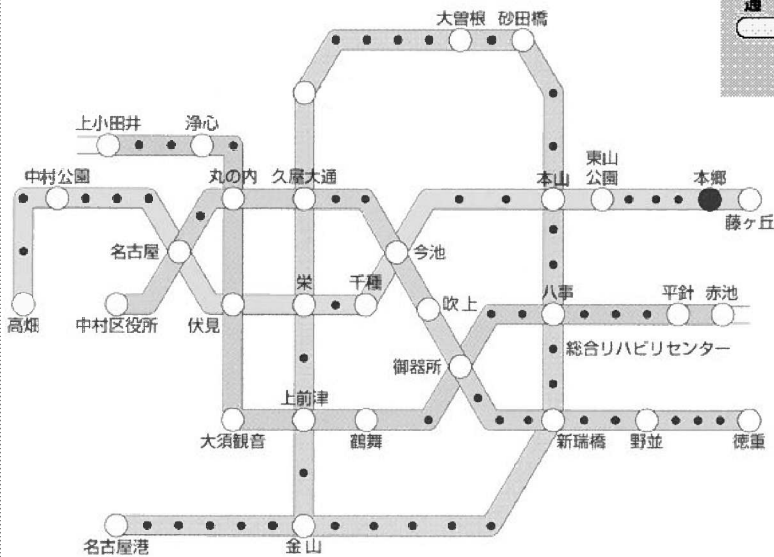 通
大曽根 砂田橋
上小田井 浄心
東山
公園
中村公園 丸の内 久屋大通 本山 本郷
藤ヶ丘
名古屋 今池
栄 千種 吹上 八事 平針 赤池
高畑 中村区役所 伏見
総合リハビリセンター
御器所
上前津
大須観音 鶴舞 新瑞橋 野並 徳重
名古屋港 金山